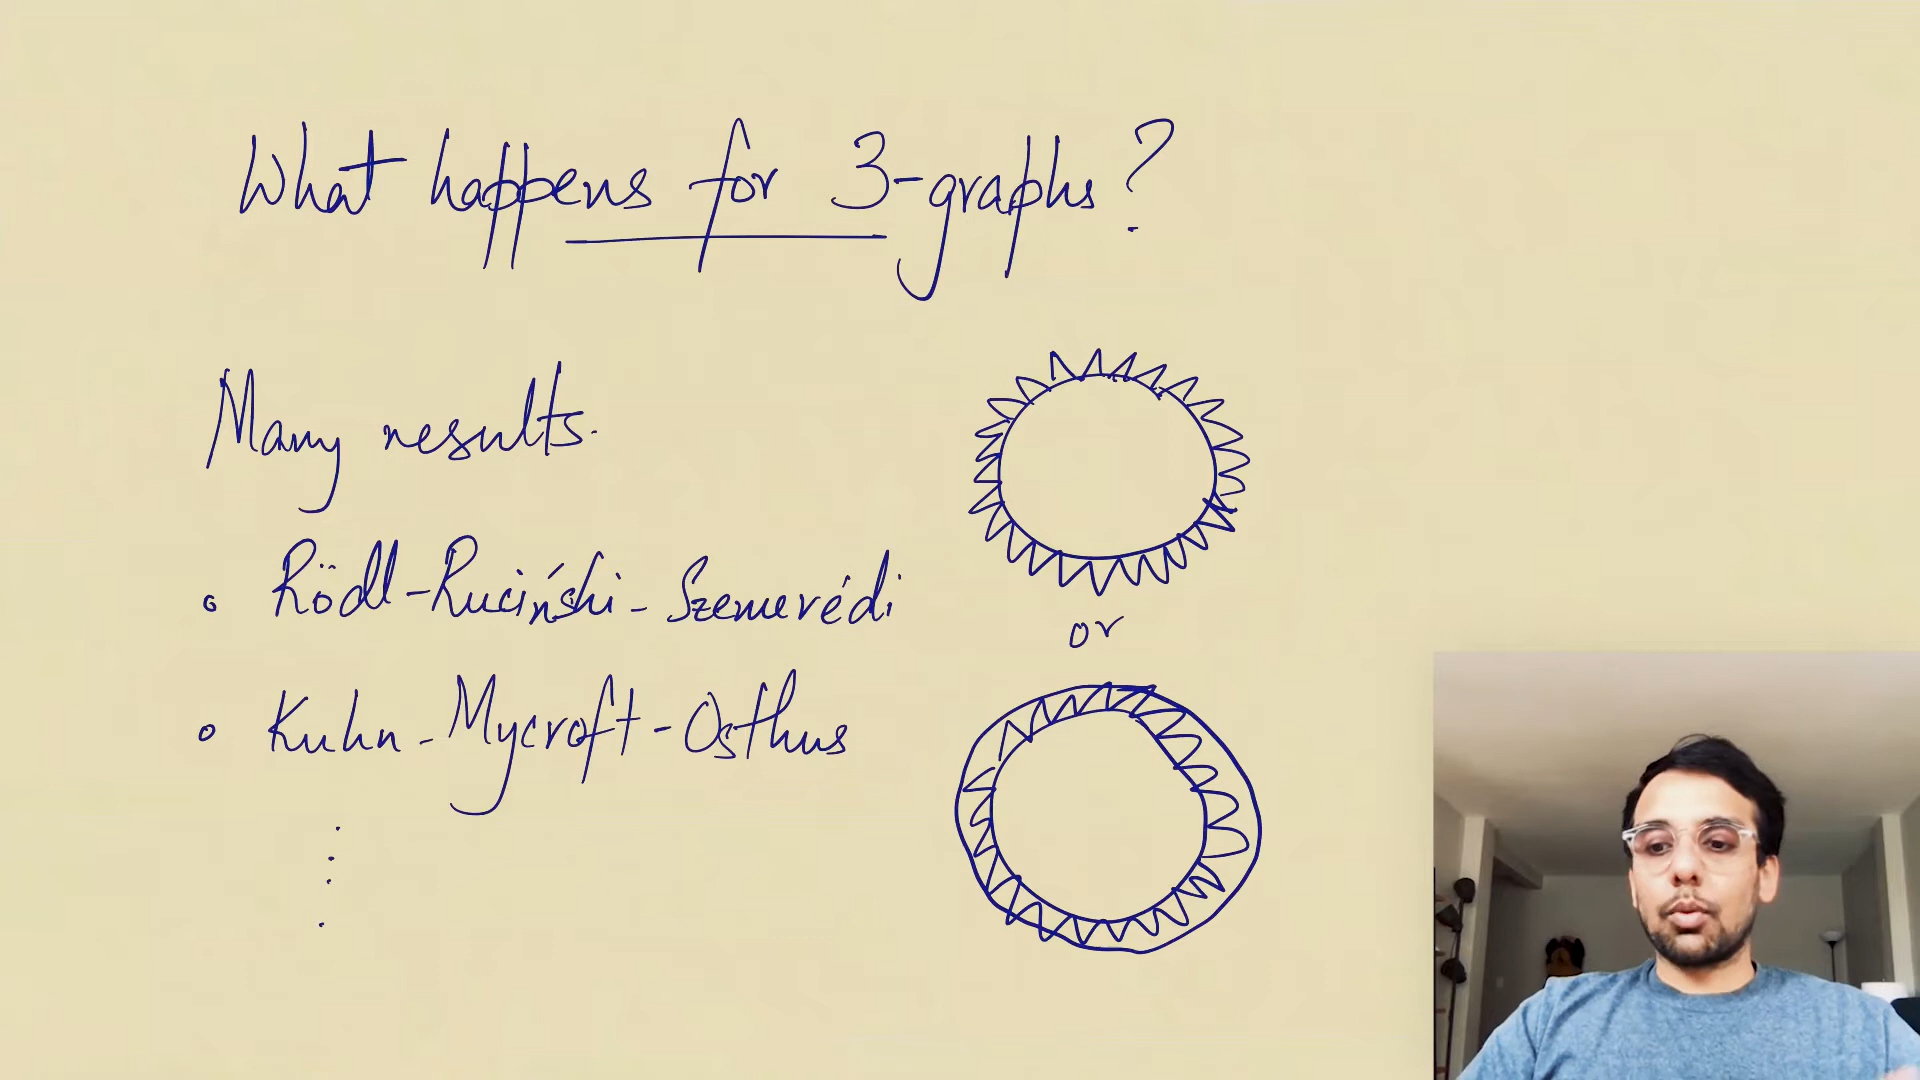 What happens for 3-graphs?
Many results.
Rödl-Ruciński-Szemerédi
Kuhn-Mycroft-Osthus
or